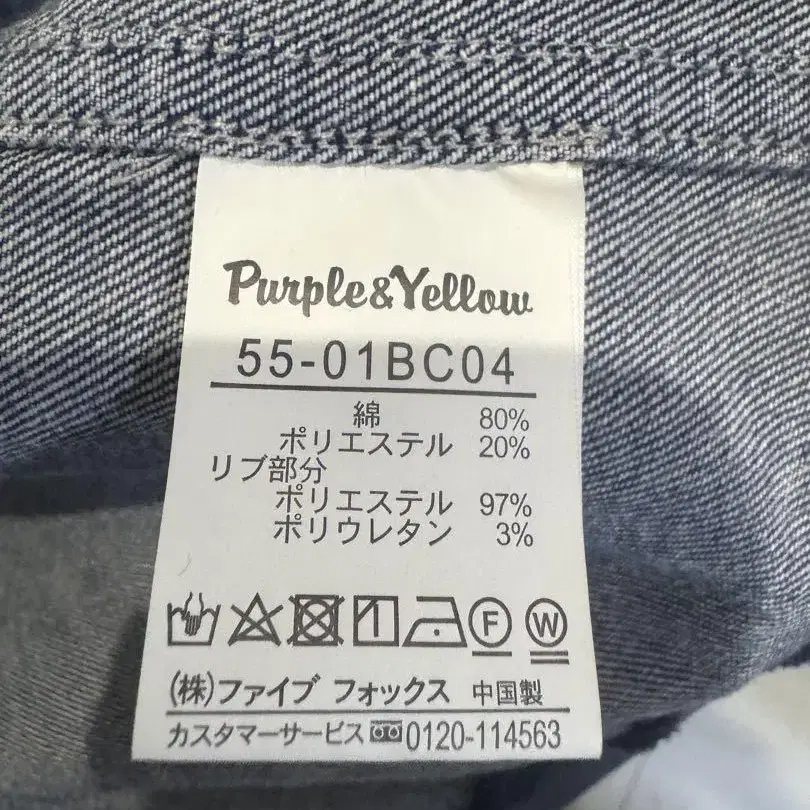 Purple&Yellow
55-01BC04
綿 80%
ポリエステル 20%
リブ部分
ポリエステル 97%
ポリウレタン 3%
F W
(株)ファイブ フォックス 中国製
カスタマーサービス 0120-114563